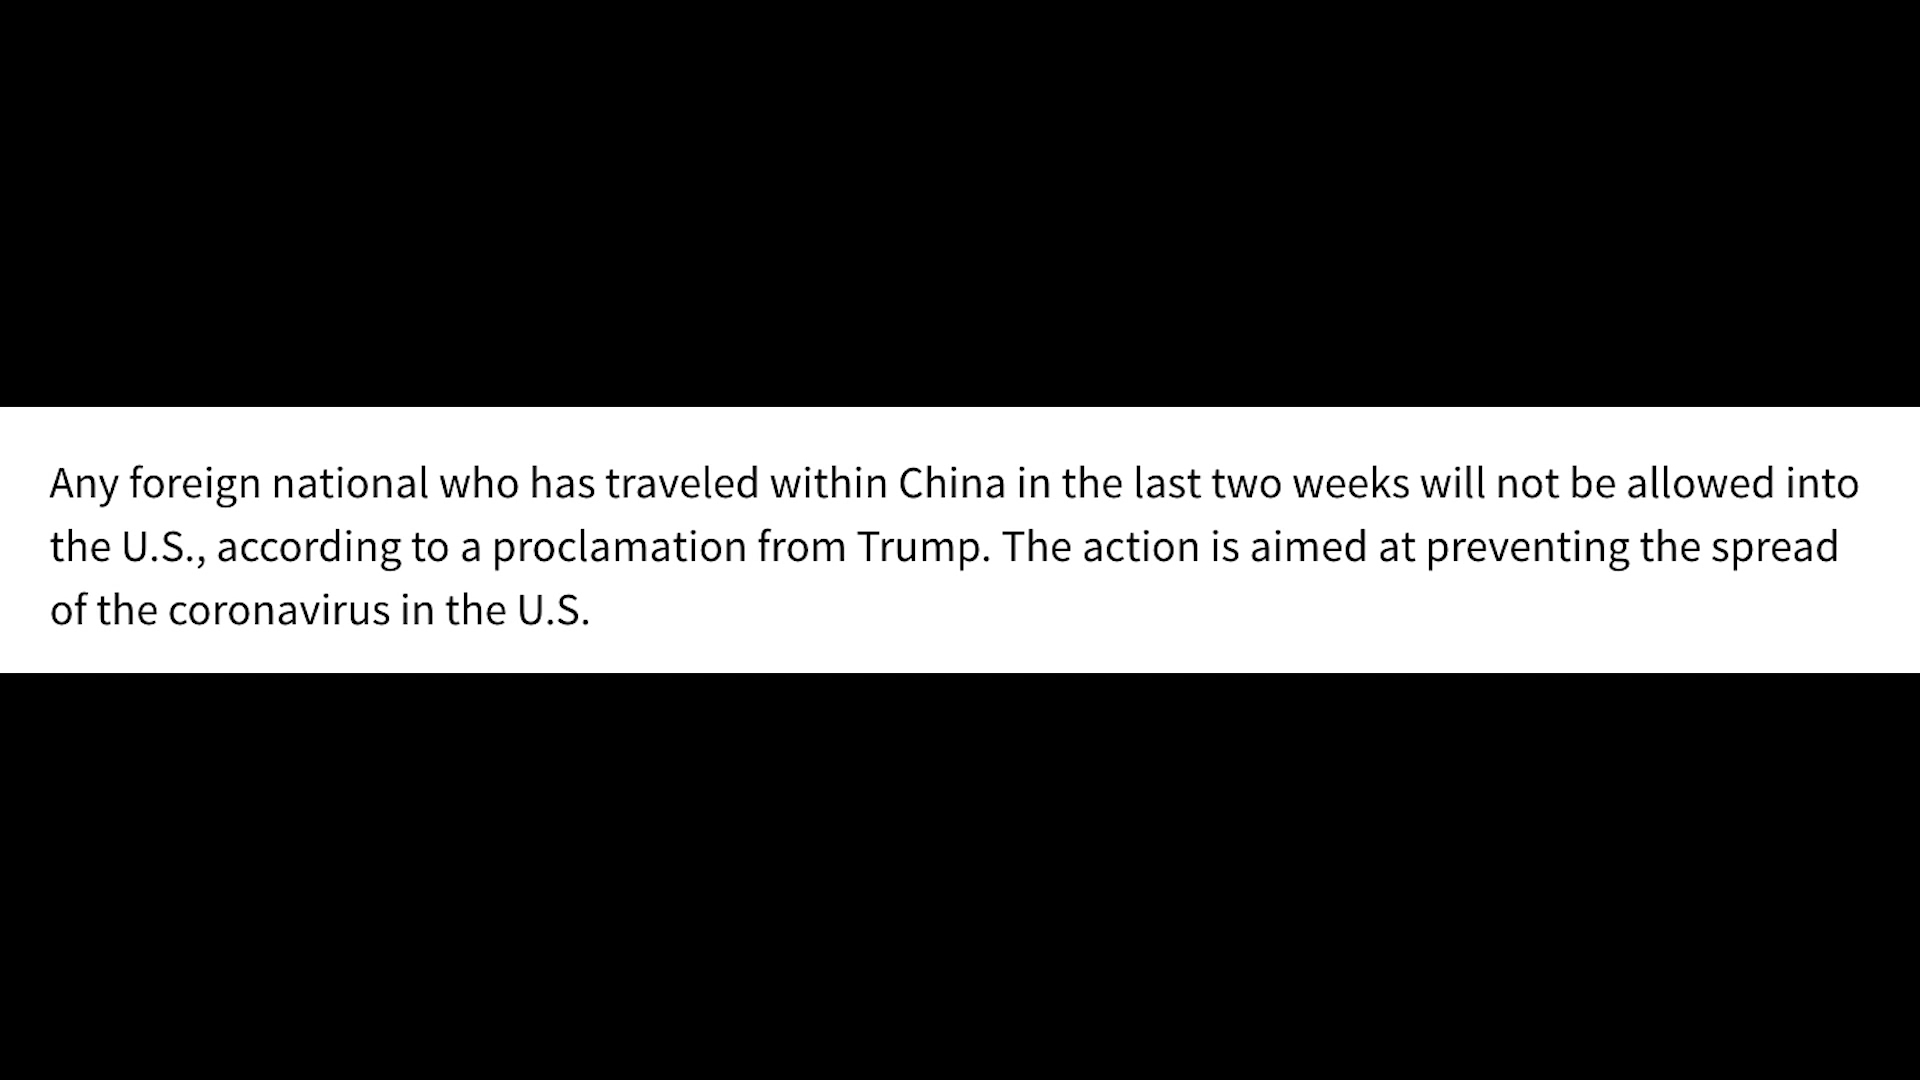 Any foreign national who has traveled within China in the last two weeks will not be allowed into
the U.S., according to a proclamation from Trump. The action is aimed at preventing the spread
of the coronavirus in the U.S.